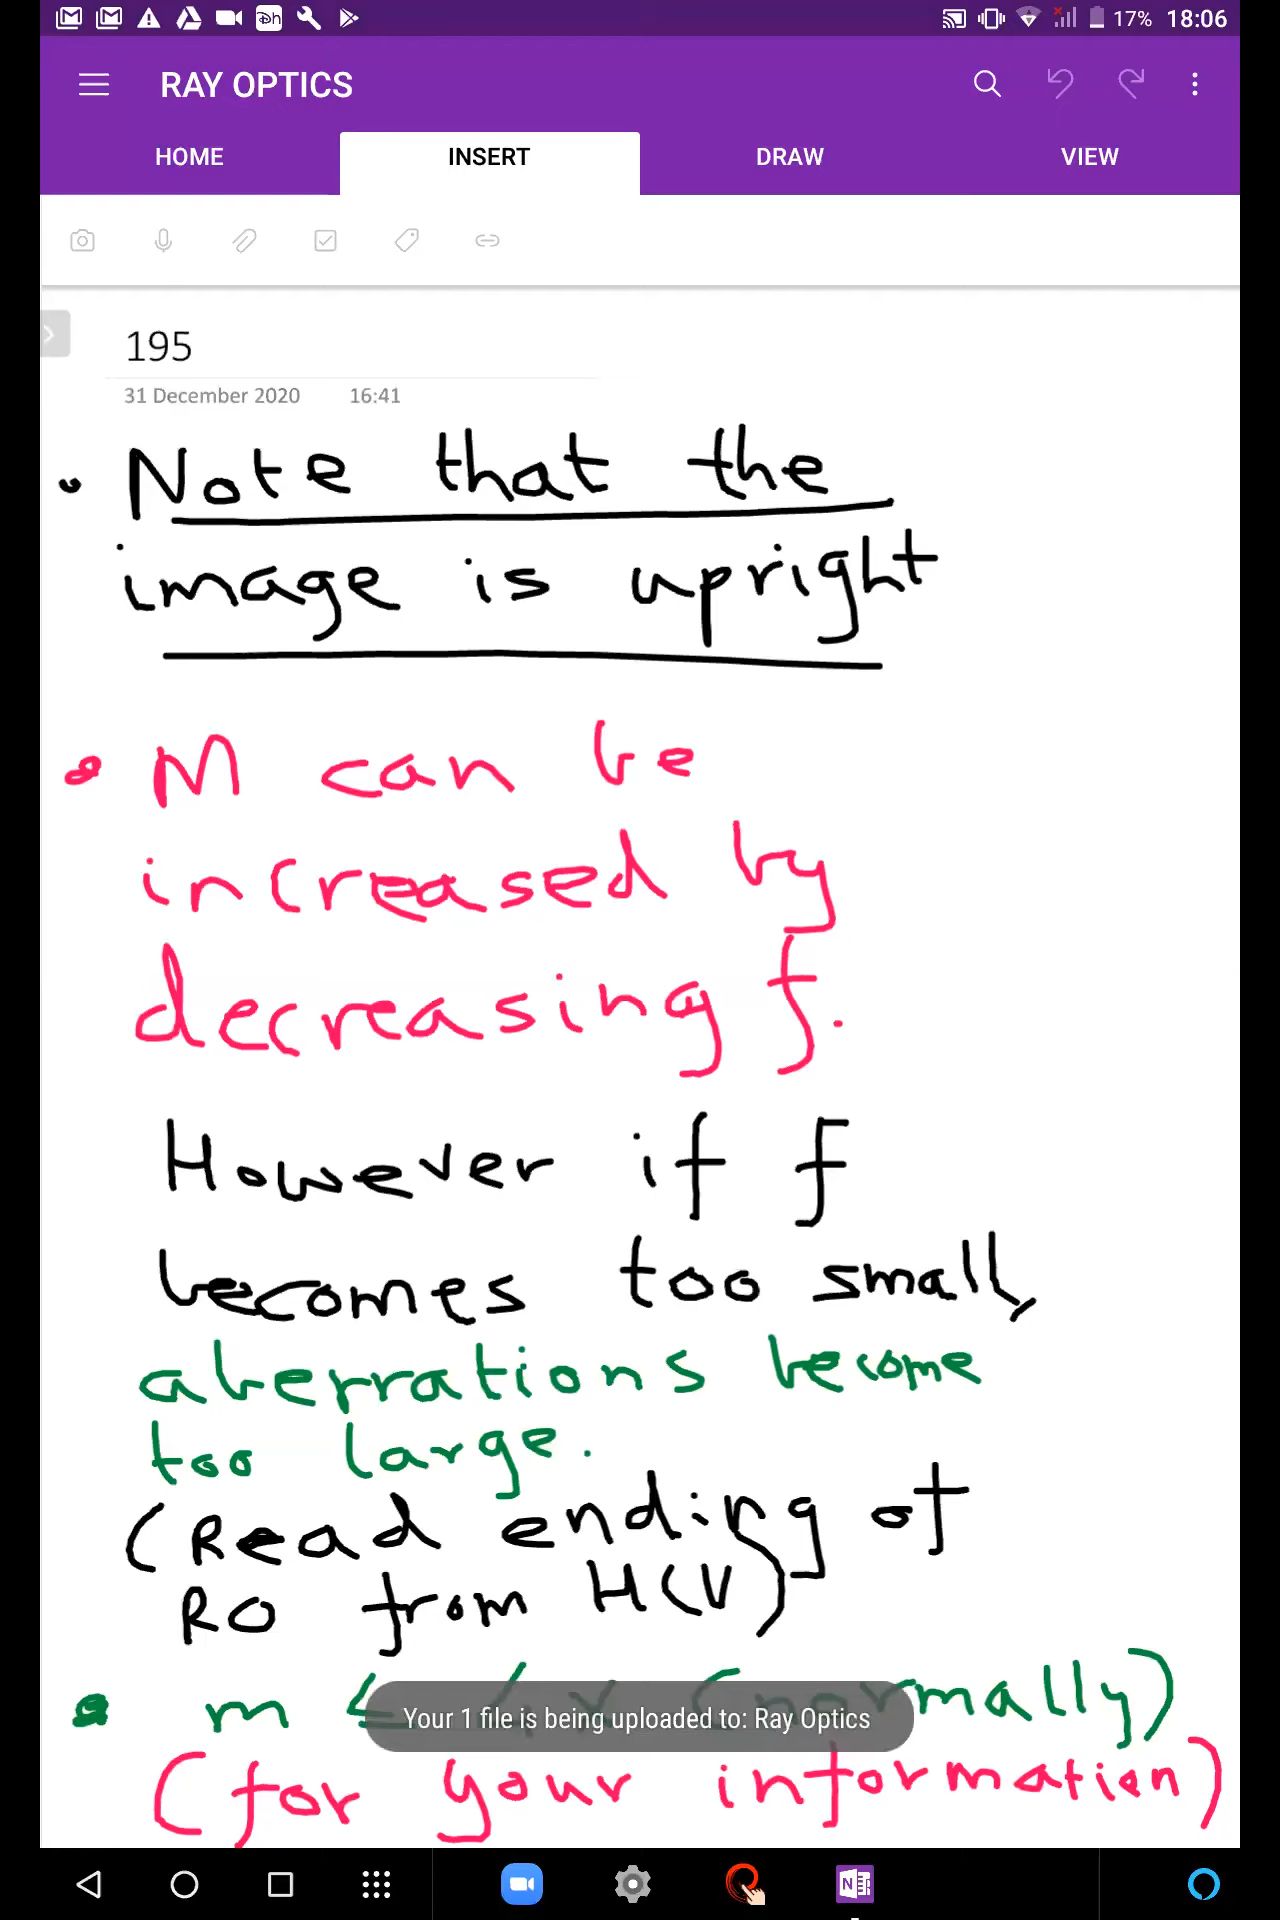 17% 18:06
RAY OPTICS
HOME INSERT DRAW VIEW
195
31 December 2020 16:41
Note that the
image is upright
M can be
increased by
decreasing f.
However if f
becomes too small,
aberrations become
too large.
(Read ending of
RO from HCV)
m ≤ (normally)
Your 1 file is being uploaded to: Ray Optics
(for your information)